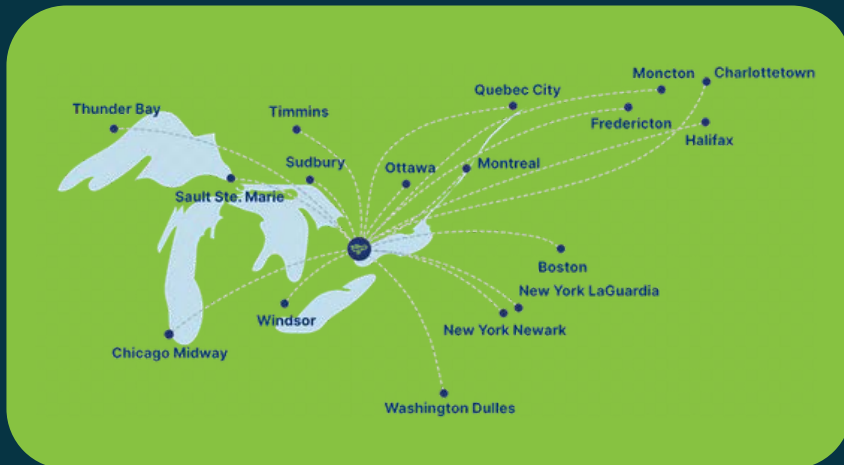 Moncton
Charlottetown
Quebec City
Thunder Bay
Timmins
Fredericton
Halifax
Sudbury
Ottawa
Montreal
Sault Ste. Marie
Boston
New York LaGuardia
Windsor
New York Newark
Chicago Midway
Washington Dulles